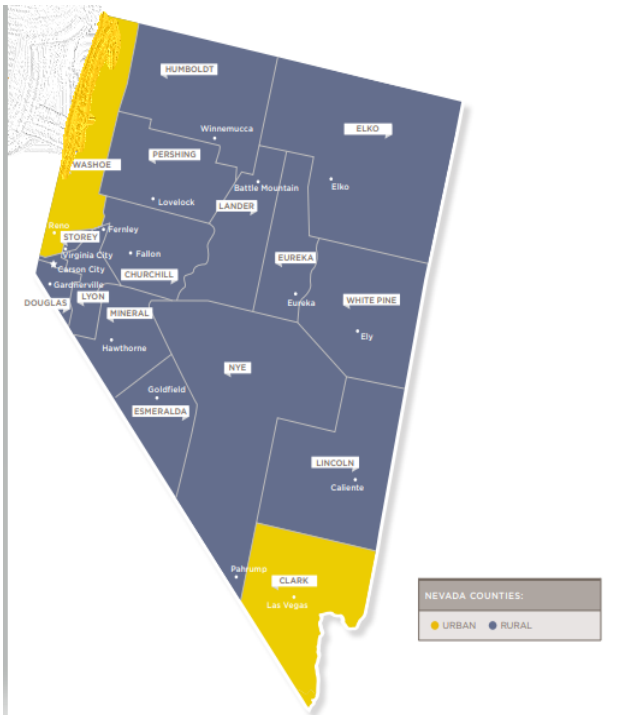 HUMBOLDT
ELKO
Winnemucca
PERSHING
WASHOE
Battle Mountain
Elko
Lovelock
LANDER
Reno
Fernley
STOREY
Virginia City
Fallon
EUREKA
Carson City
CHURCHILL
Gardnerville
LYON
Eureka
WHITE PINE
DOUGLAS
MINERAL
Ely
Hawthorne
NYE
Goldfield
ESMERALDA
LINCOLN
Caliente
Pahrump
CLARK
Las Vegas
NEVADA COUNTIES:
URBAN RURAL